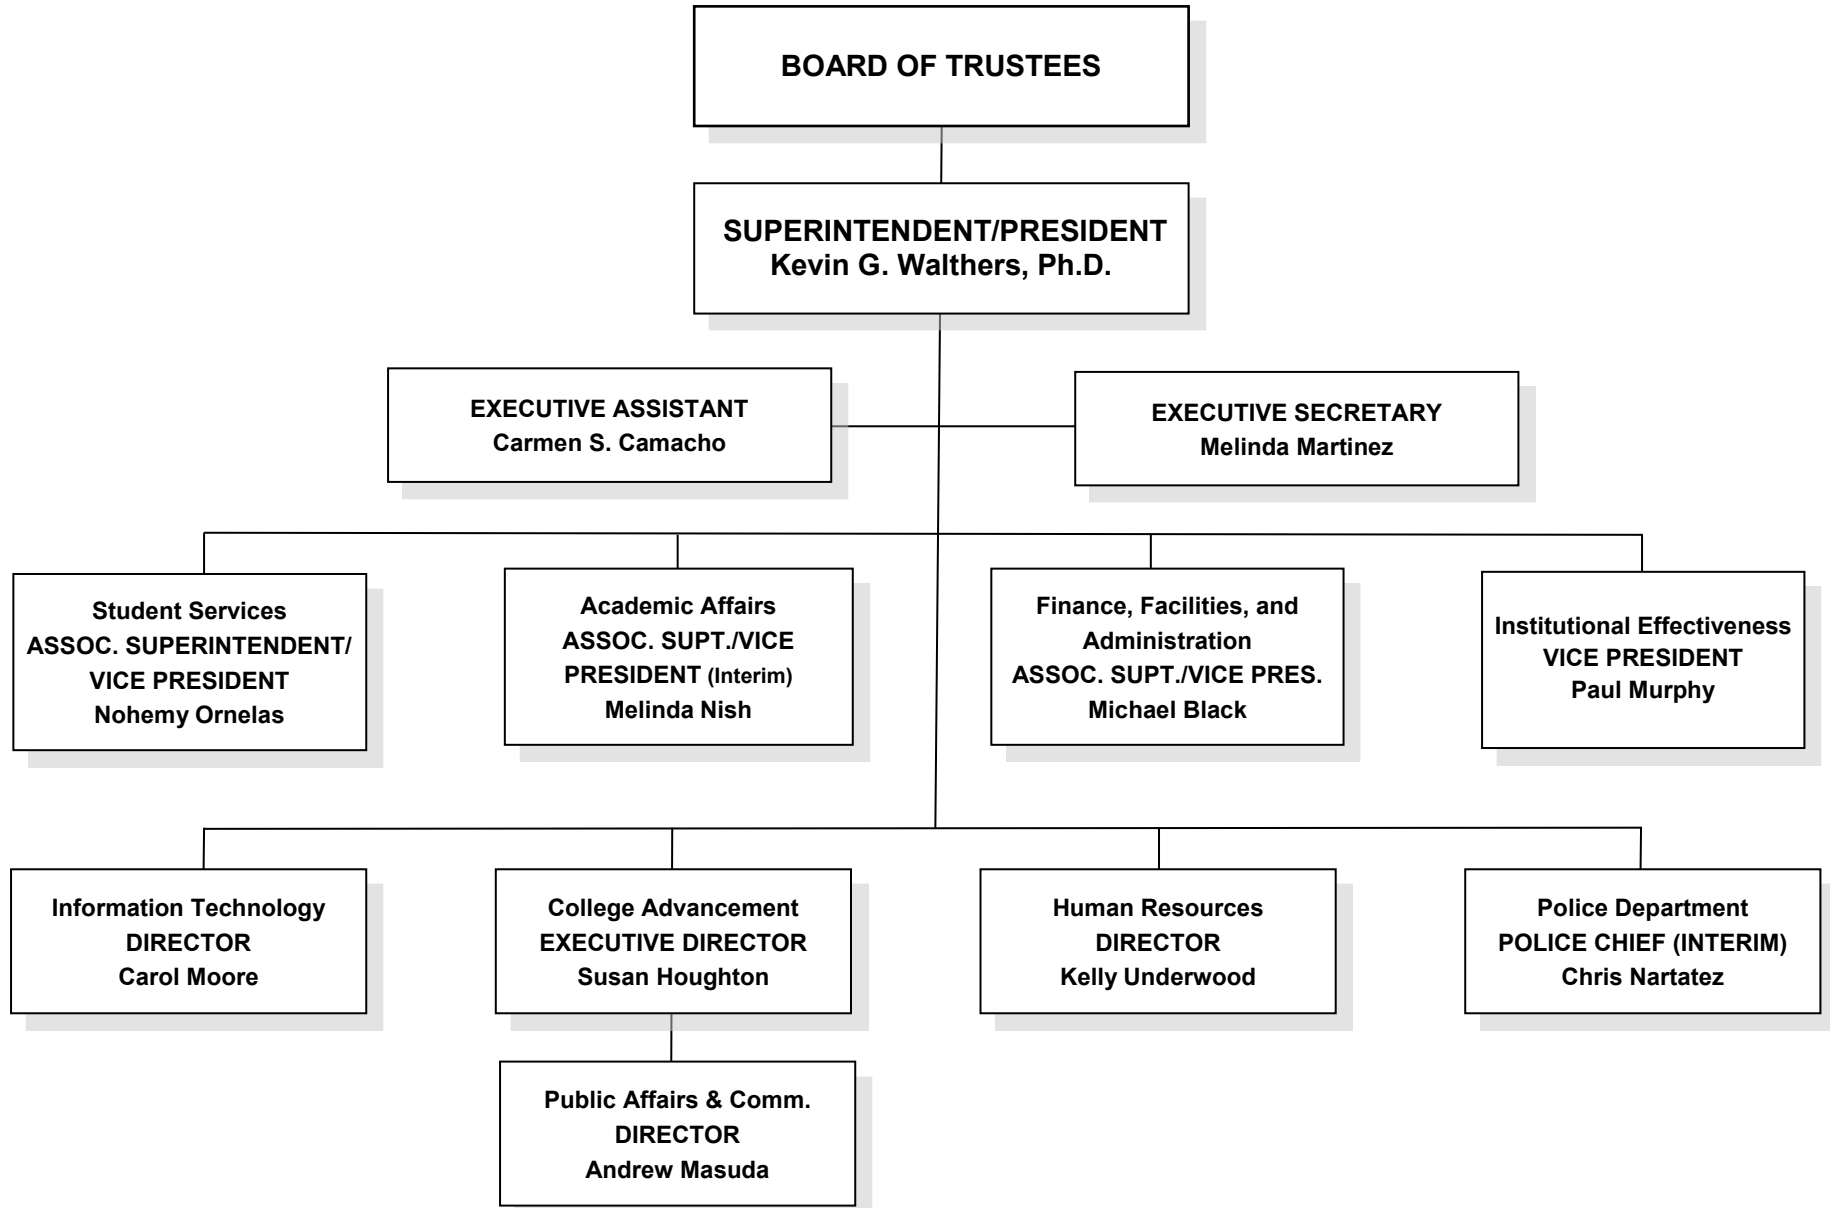 BOARD OF TRUSTEES
SUPERINTENDENT/PRESIDENT
Kevin G. Walthers, Ph.D.
EXECUTIVE ASSISTANT
Carmen S. Camacho
EXECUTIVE SECRETARY
Melinda Martinez
Student Services
ASSOC. SUPERINTENDENT/
VICE PRESIDENT
Nohemy Ornelas
Academic Affairs
ASSOC. SUPT./VICE
PRESIDENT (Interim)
Melinda Nish
Finance, Facilities, and
Administration
ASSOC. SUPT./VICE PRES.
Michael Black
Institutional Effectiveness
VICE PRESIDENT
Paul Murphy
Information Technology
DIRECTOR
Carol Moore
College Advancement
EXECUTIVE DIRECTOR
Susan Houghton
Human Resources
DIRECTOR
Kelly Underwood
Police Department
POLICE CHIEF (INTERIM)
Chris Nartatez
Public Affairs & Comm.
DIRECTOR
Andrew Masuda